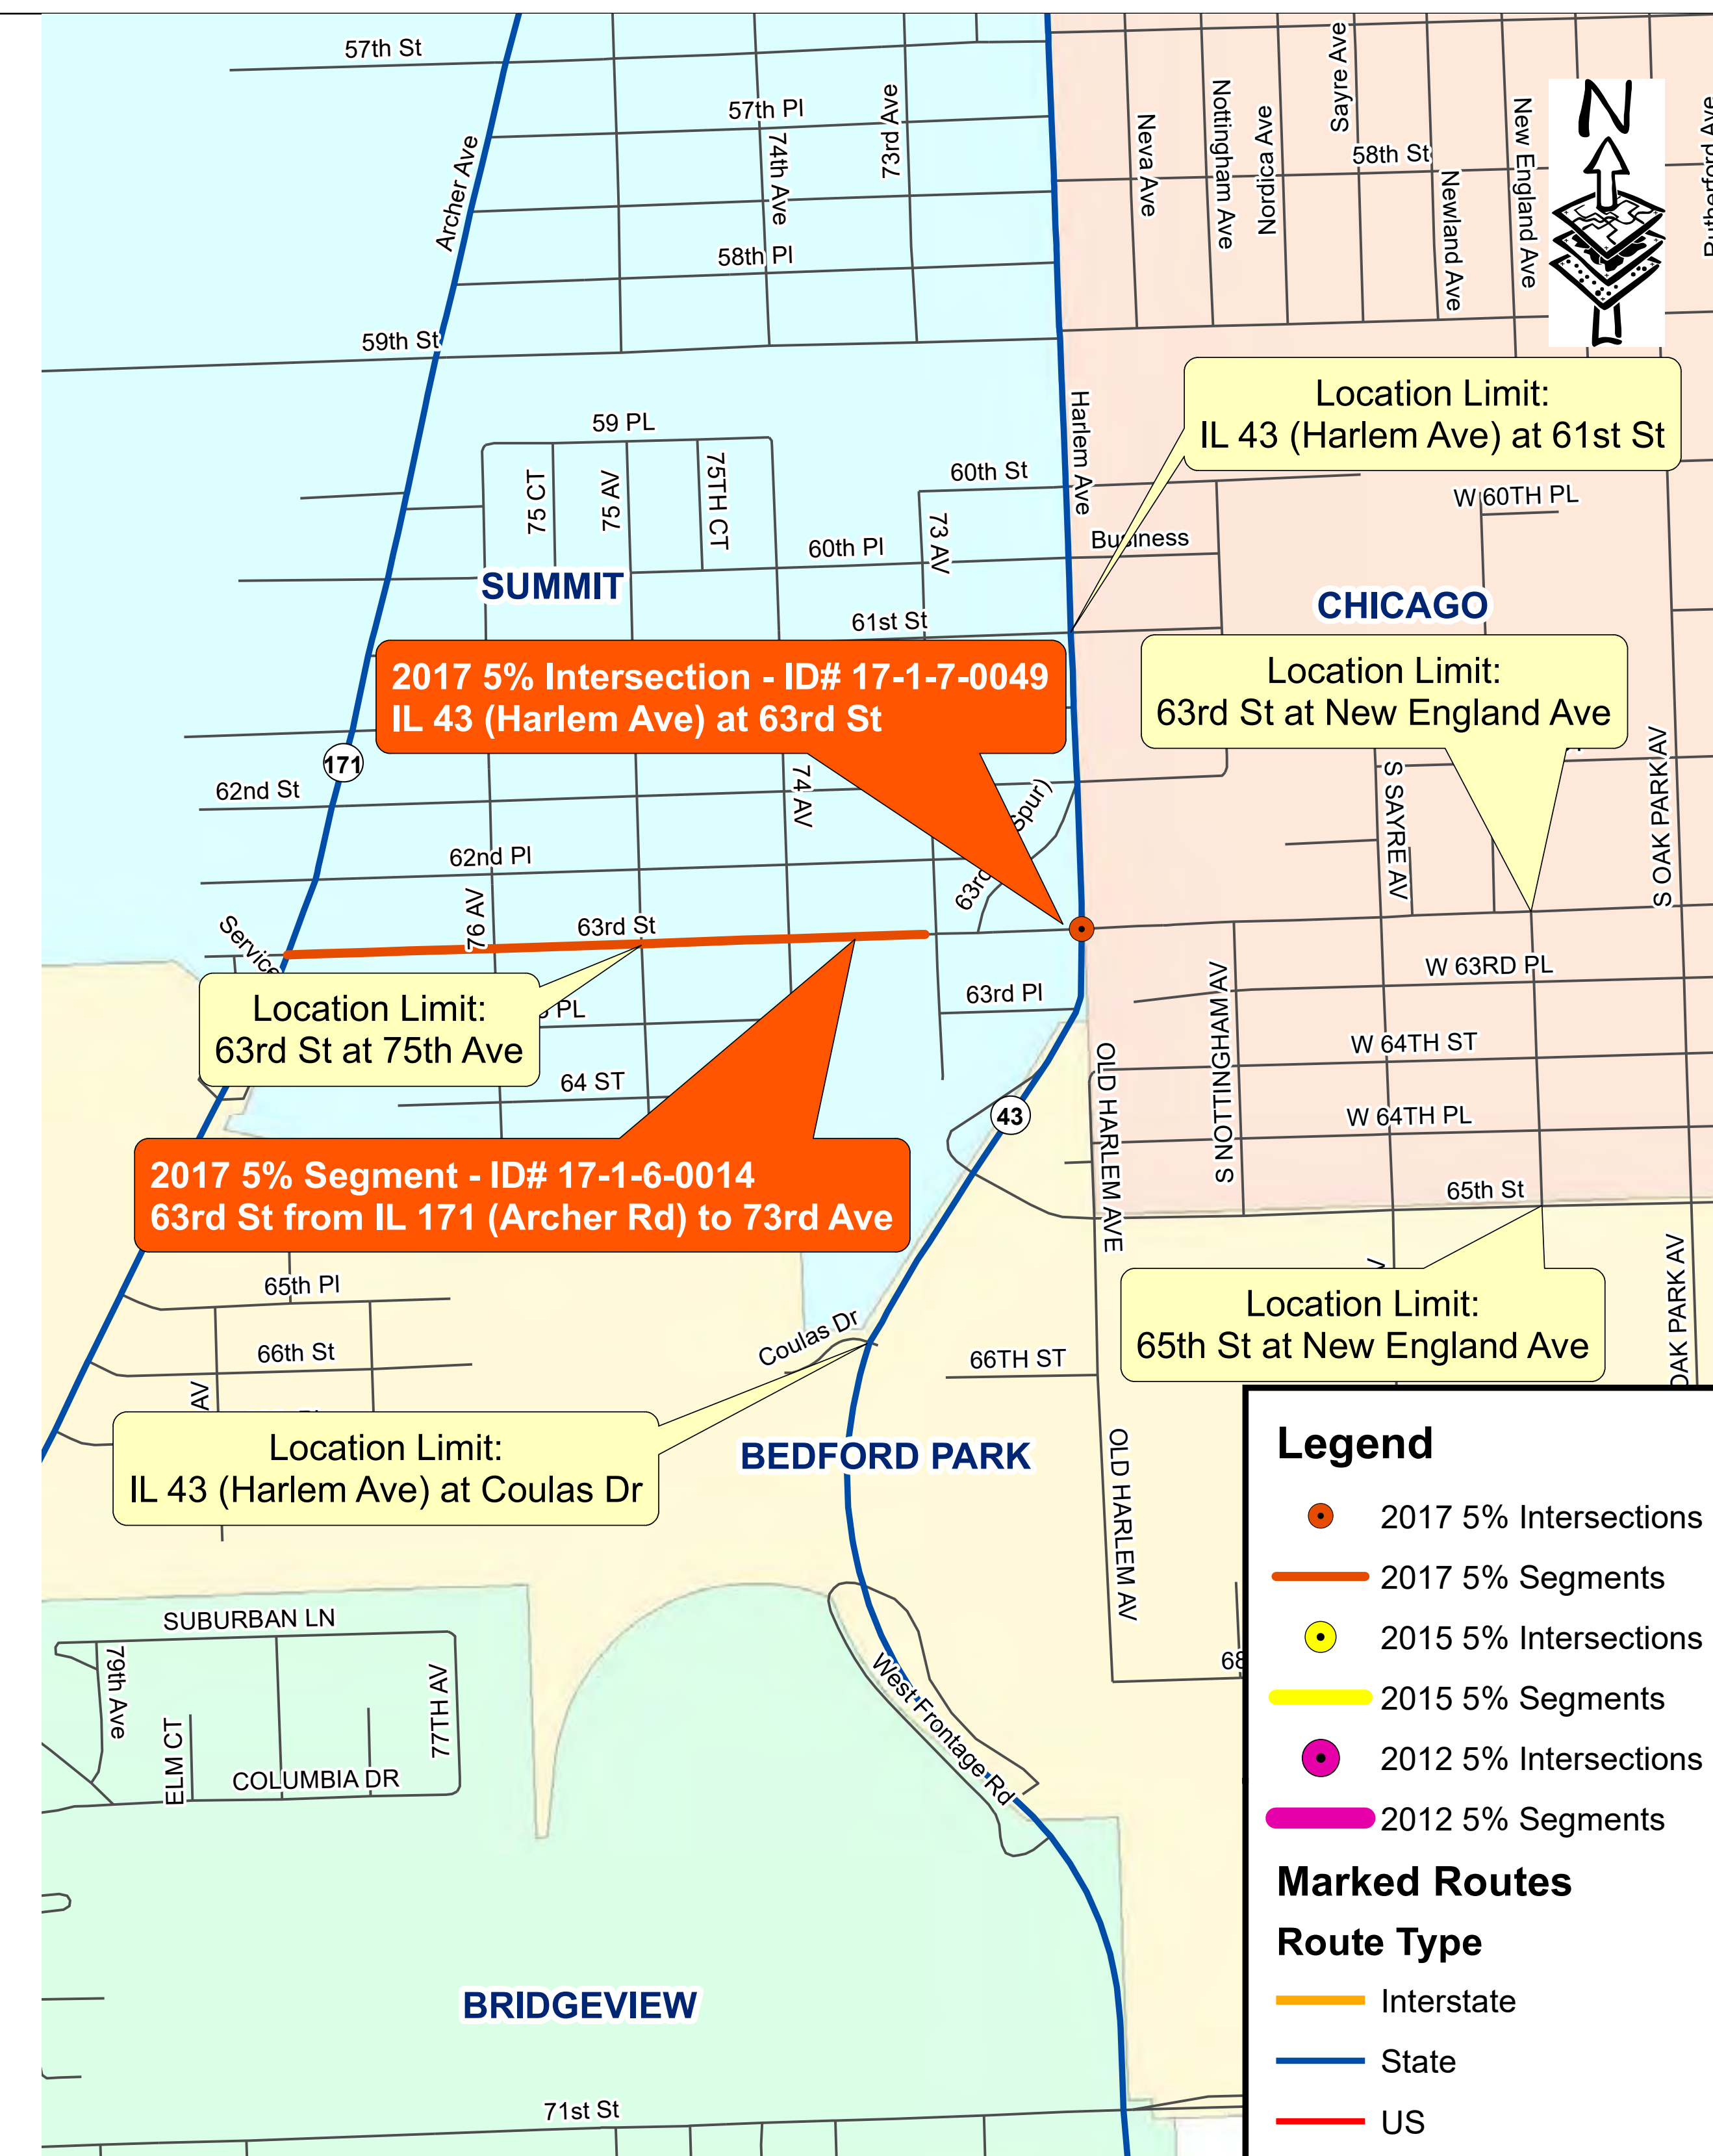 57th St
57th Pl
74th Ave
73rd Ave
Archer Ave
58th Pl
59th St
Neva Ave
Nottingham Ave
Nordica Ave
Sayre Ave
58th St
Newland Ave
New England Ave
Rutherford Ave
N
Harlem Ave
Location Limit:
IL 43 (Harlem Ave) at 61st St
59 PL
75 CT
75 AV
75TH CT
60th St
73 AV
60th Pl
Business
W 60TH PL
SUMMIT
CHICAGO
61st St
2017 5% Intersection - ID# 17-1-7-0049
IL 43 (Harlem Ave) at 63rd St
Location Limit:
63rd St at New England Ave
171
62nd St
74 AV
S SAYRE AV
S OAK PARK AV
62nd Pl
63rd
Spur)
76 AV
63rd St
Service
Location Limit:
63rd St at 75th Ave
PL
63rd Pl
W 63RD PL
S NOTTINGHAM AV
W 64TH ST
64 ST
43
OLD HARLEM AVE
W 64TH PL
2017 5% Segment - ID# 17-1-6-0014
63rd St from IL 171 (Archer Rd) to 73rd Ave
65th St
65th Pl
66th St
AV
Coulas Dr
66TH ST
Location Limit:
65th St at New England Ave
OAK PARK AV
Location Limit:
IL 43 (Harlem Ave) at Coulas Dr
BEDFORD PARK
OLD HARLEM AV
SUBURBAN LN
79th Ave
ELM CT
COLUMBIA DR
77TH AV
West Frontage Rd
68
BRIDGEVIEW
71st St
Legend
2017 5% Intersections
2017 5% Segments
2015 5% Intersections
2015 5% Segments
2012 5% Intersections
2012 5% Segments
Marked Routes
Route Type
Interstate
State
US